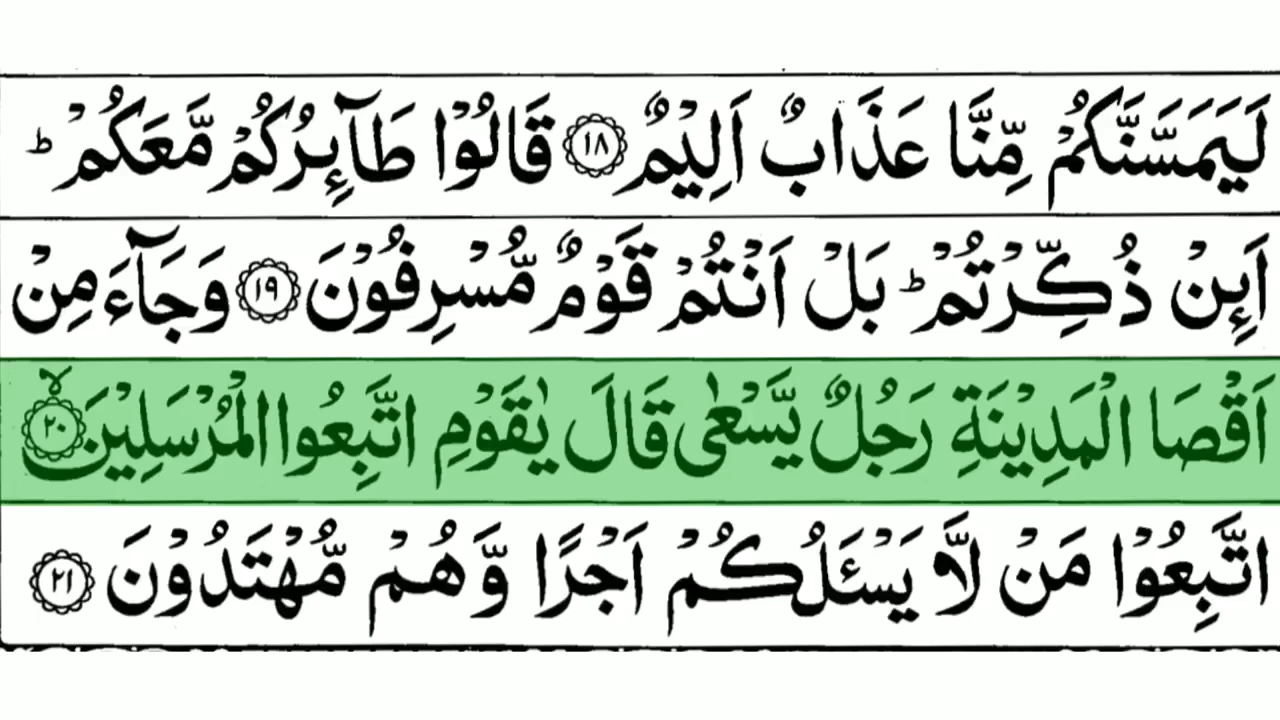 لَيَمَسَّنَّكُمْ مِّنَّا عَذَابٌ اَلِيْمٌ ۝١٨ قَالُوْا طَآئِرُكُمْ مَّعَكُمْ ؕ
اَئِنْ ذُكِّرْتُمْ ؕ بَلْ اَنْتُمْ قَوْمٌ مُّسْرِفُوْنَ ۝١٩ وَجَآءَ مِنْ
اَقْصَا الْمَدِيْنَةِ رَجُلٌ يَّسْعٰى قَالَ يٰقَوْمِ اتَّبِعُوا الْمُرْسَلِيْنَ ۙ۝٢٠
اتَّبِعُوْا مَنْ لَّا يَسْـَٔلُكُمْ اَجْرًا وَّهُمْ مُّهْتَدُوْنَ ۝٢١